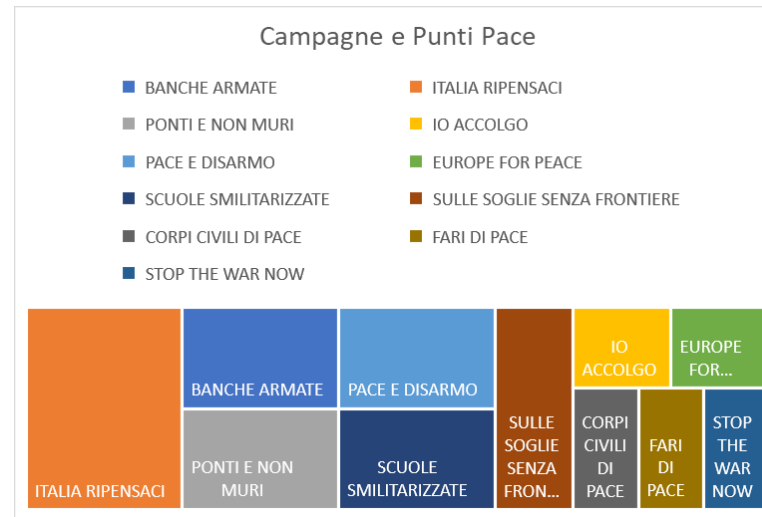 Campagne e Punti Pace
BANCHE ARMATE
ITALIA RIPENSACI
PONTI E NON MURI
IO ACCOLGO
PACE E DISARMO
EUROPE FOR PEACE
SCUOLE SMILITARIZZATE
SULLE SOGLIE SENZA FRONTIERE
CORPI CIVILI DI PACE
FARI DI PACE
STOP THE WAR NOW
ITALIA RIPENSACI
BANCHE ARMATE
PONTI E NON
MURI
PACE E DISARMO
SCUOLE
SMILITARIZZATE
SULLE
SOGLIE
SENZA
FRON...
IO
ACCOLGO
EUROPE
FOR...
CORPI
CIVILI
DI
PACE
FARI
DI
PACE
STOP
THE
WAR
NOW